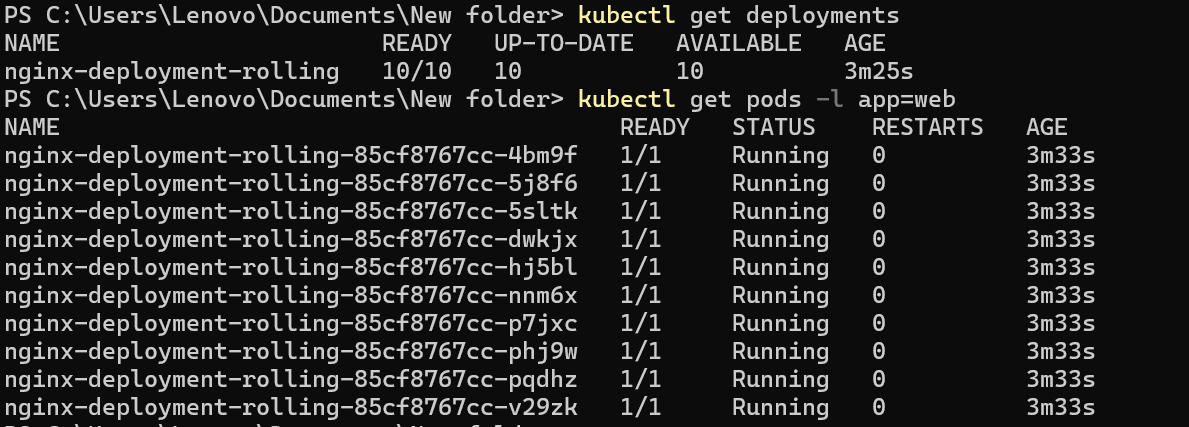 PS C:\Users\Lenovo\Documents\New folder> kubectl get deployments
NAME READY UP-TO-DATE AVAILABLE AGE
nginx-deployment-rolling 10/10 10 10 3m25s
PS C:\Users\Lenovo\Documents\New folder> kubectl get pods -l app=web
NAME READY STATUS RESTARTS AGE
nginx-deployment-rolling-85cf8767cc-4bm9f 1/1 Running 0 3m33s
nginx-deployment-rolling-85cf8767cc-5j8f6 1/1 Running 0 3m33s
nginx-deployment-rolling-85cf8767cc-5sltk 1/1 Running 0 3m33s
nginx-deployment-rolling-85cf8767cc-dwkjx 1/1 Running 0 3m33s
nginx-deployment-rolling-85cf8767cc-hj5bl 1/1 Running 0 3m33s
nginx-deployment-rolling-85cf8767cc-nnm6x 1/1 Running 0 3m33s
nginx-deployment-rolling-85cf8767cc-p7jxc 1/1 Running 0 3m33s
nginx-deployment-rolling-85cf8767cc-phj9w 1/1 Running 0 3m33s
nginx-deployment-rolling-85cf8767cc-pqdhz 1/1 Running 0 3m33s
nginx-deployment-rolling-85cf8767cc-v29zk 1/1 Running 0 3m33s